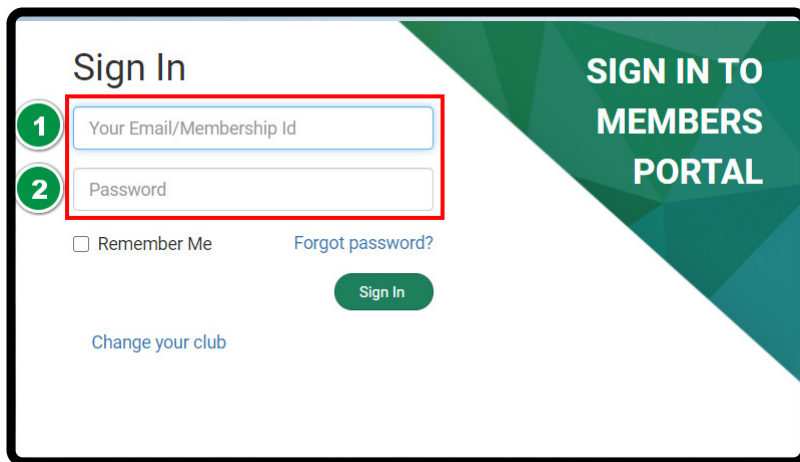 Sign In
SIGN IN TO
MEMBERS
PORTAL
1
Your Email/Membership Id
2
Password
Remember Me
Forgot password?
Sign In
Change your club